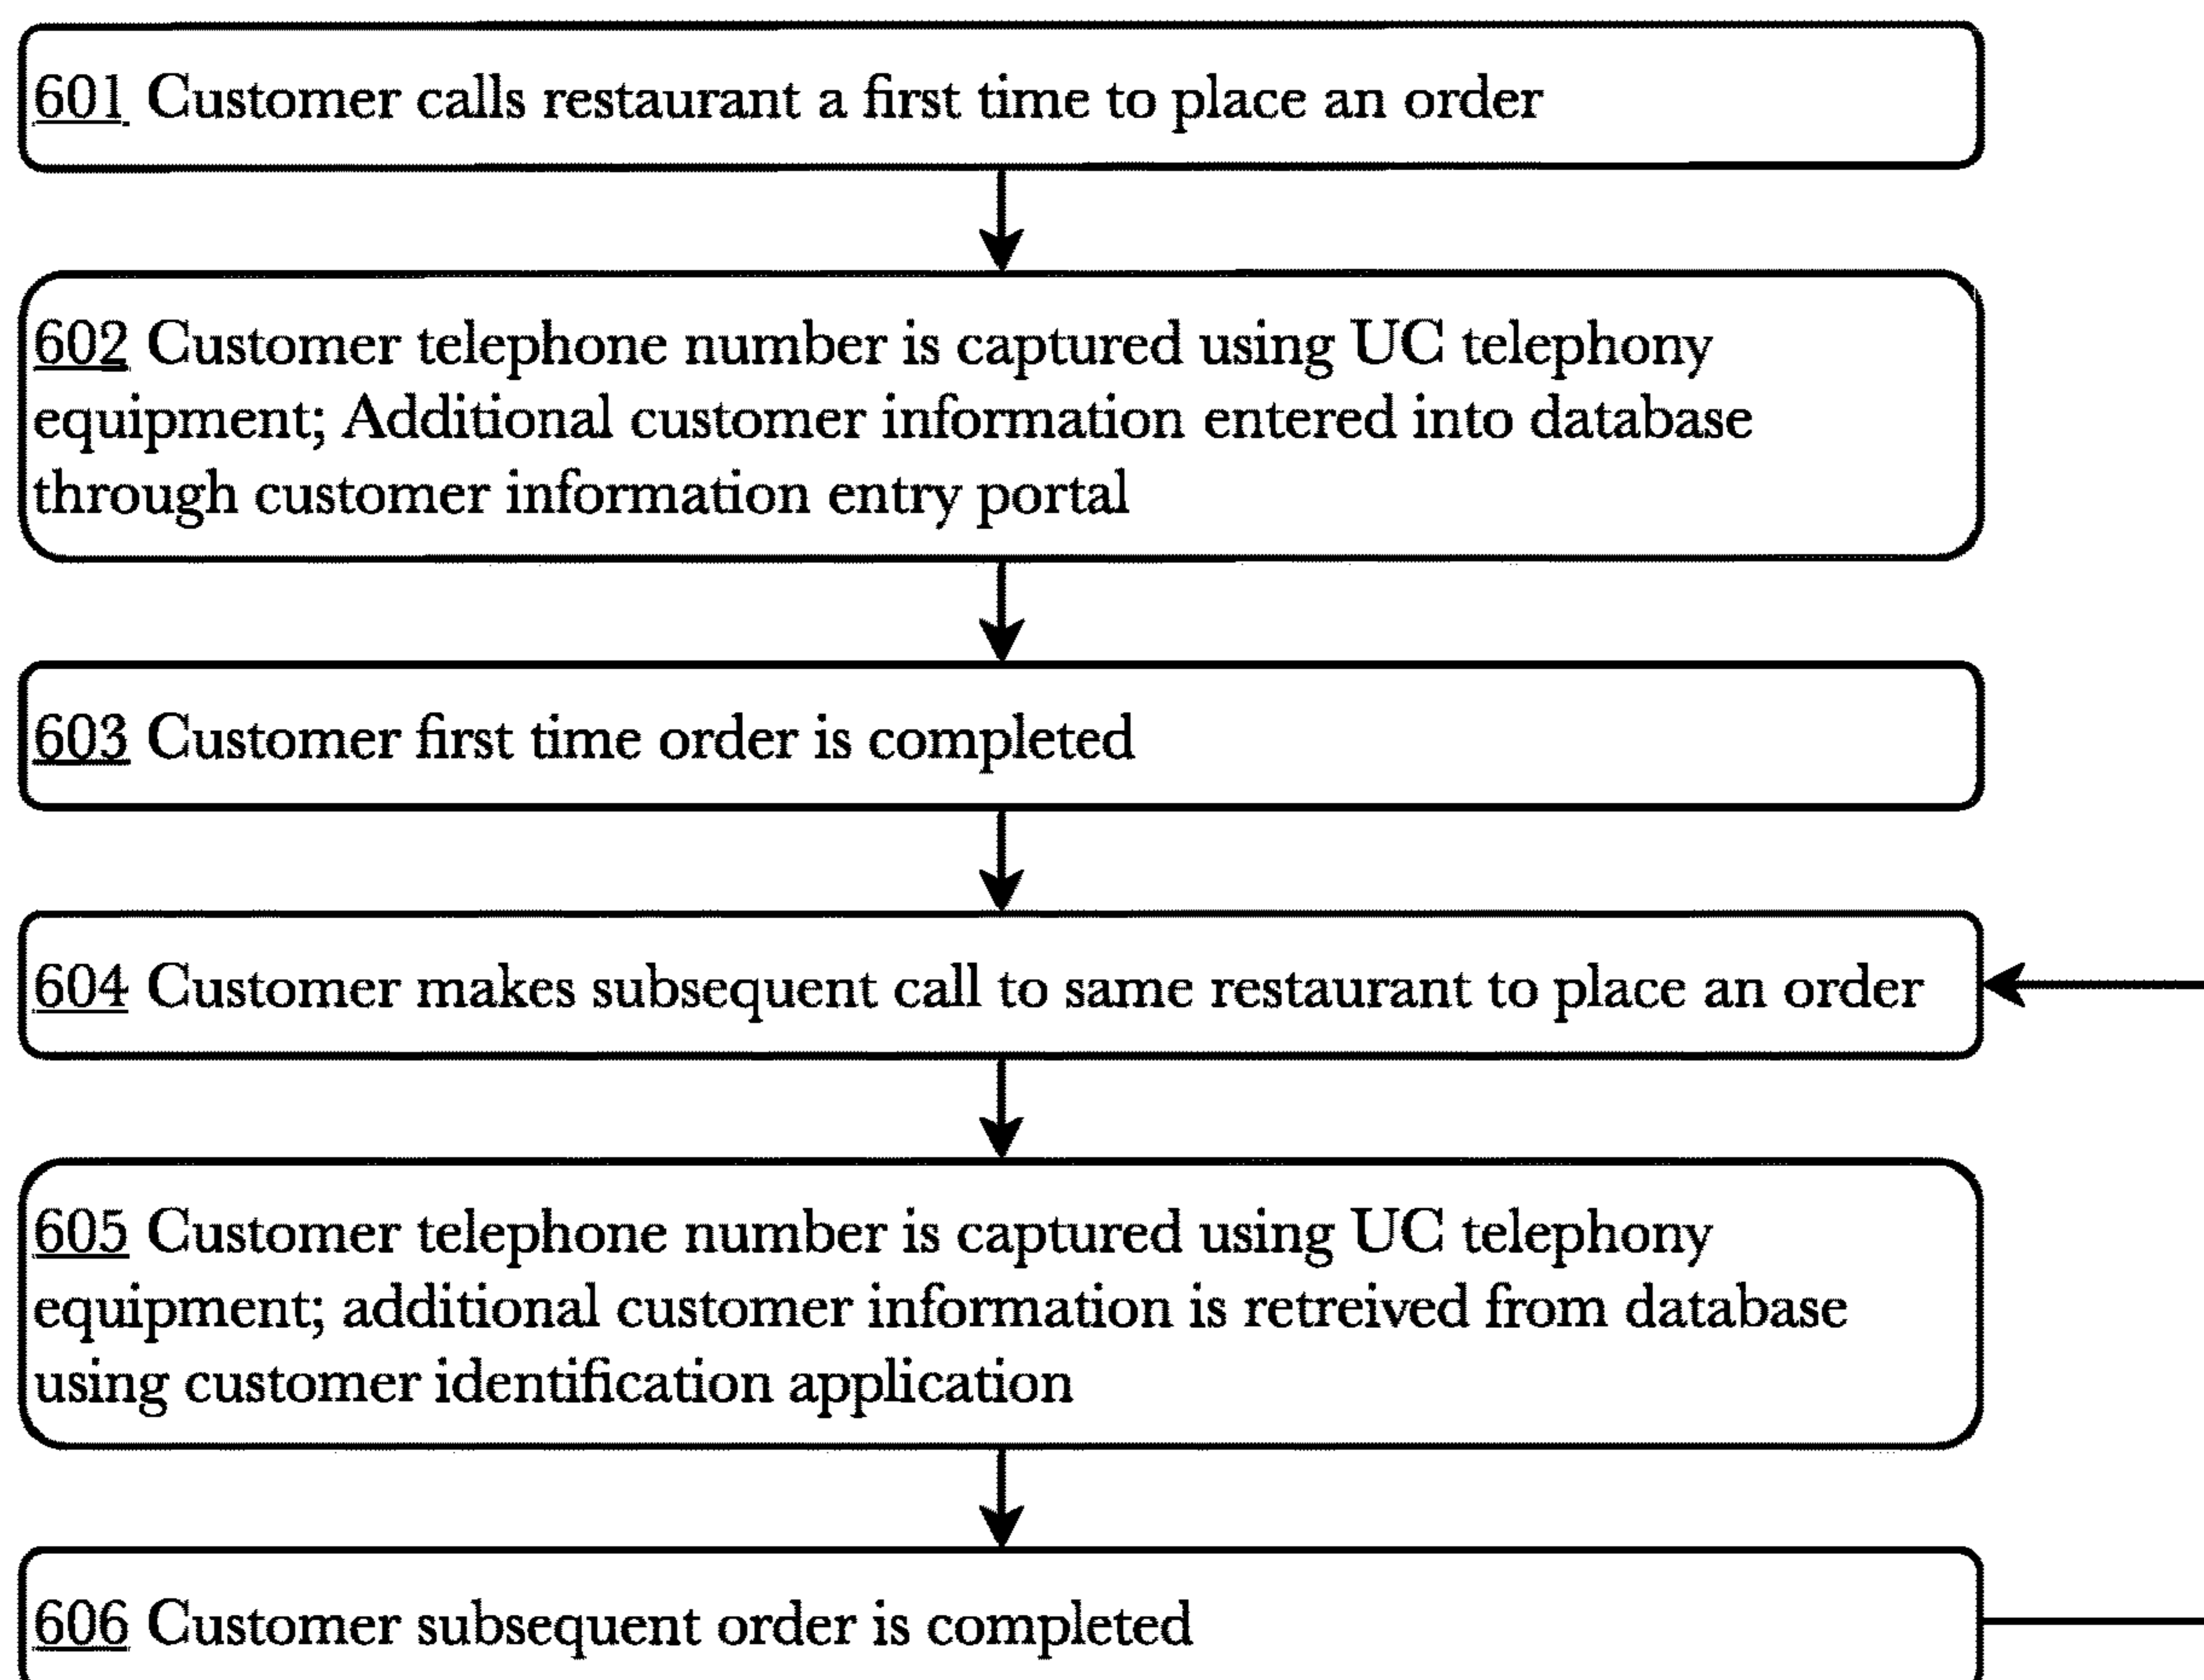 601 Customer calls restaurant a first time to place an order
602 Customer telephone number is captured using UC telephony
equipment; Additional customer information entered into database
through customer information entry portal
603 Customer first time order is completed
604 Customer makes subsequent call to same restaurant to place an order
605 Customer telephone number is captured using UC telephony
equipment; additional customer information is retreived from database
using customer identification application
606 Customer subsequent order is completed